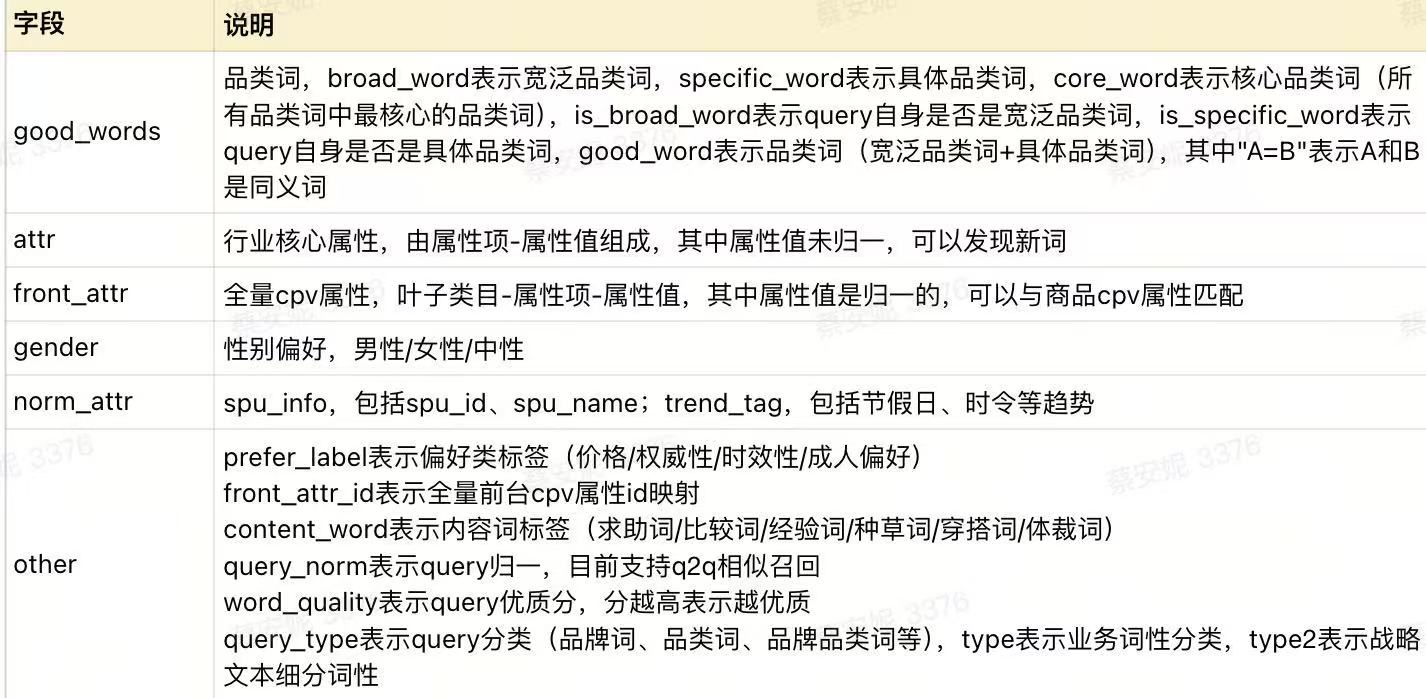 字段 说明
good_words
品类词，broad_word表示宽泛品类词，specific_word表示具体品类词，core_word表示核心品类词（所
有品类词中最核心的品类词），is_broad_word表示query自身是否是宽泛品类词，is_specific_word表示
query自身是否是具体品类词，good_word表示品类词（宽泛品类词+具体品类词），其中"A=B"表示A和B
是同义词
attr 行业核心属性，由属性项-属性值组成，其中属性值未归一，可以发现新词
front_attr 全量cpv属性，叶子类目-属性项-属性值，其中属性值是归一的，可以与商品cpv属性匹配
gender 性别偏好，男性/女性/中性
norm_attr spu_info，包括spu_id、spu_name；trend_tag，包括节假日、时令等趋势
other
prefer_label表示偏好类标签（价格/权威性/时效性/成人偏好）
front_attr_id表示全量前台cpv属性id映射
content_word表示内容词标签（求助词/比较词/经验词/种草词/穿搭词/体裁词）
query_norm表示query归一，目前支持q2q相似召回
word_quality表示query优质分，分越高表示越优质
query_type表示query分类（品牌词、品类词、品牌品类词等），type表示业务词性分类，type2表示战略
文本细分词性
蔡安妮 3376